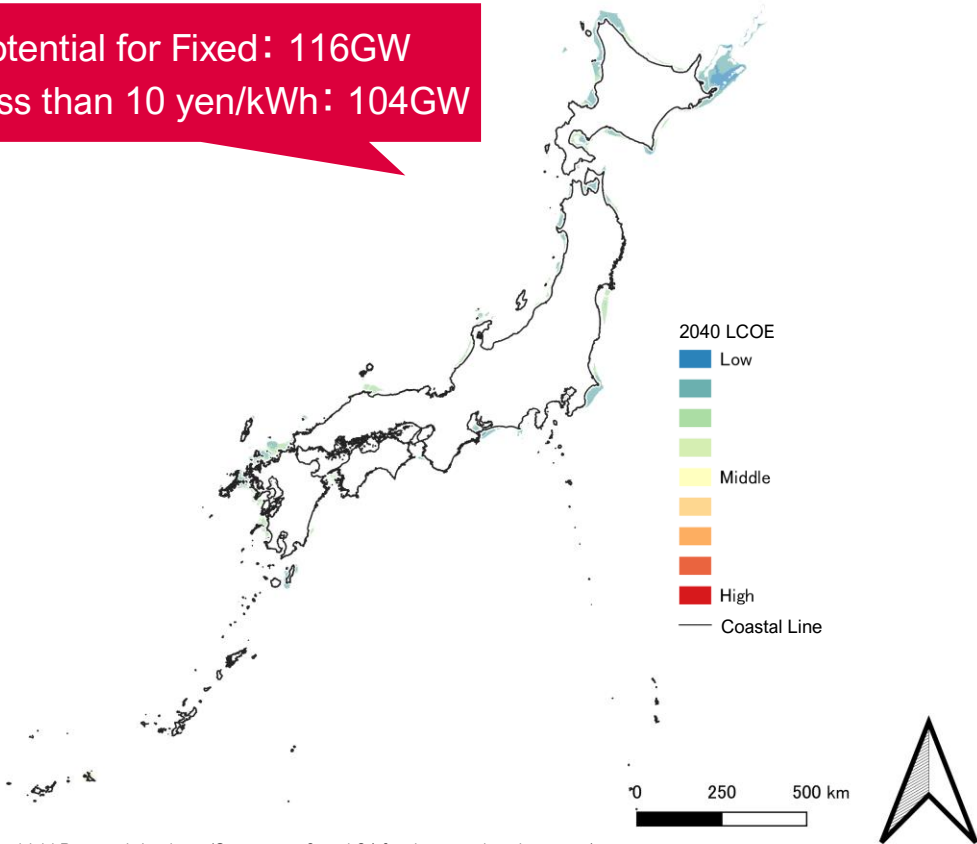 otential for Fixed：116GW
ss than 10 yen/kWh：104GW
2040 LCOE
Low
Middle
High
Coastal Line
0 250 500 km